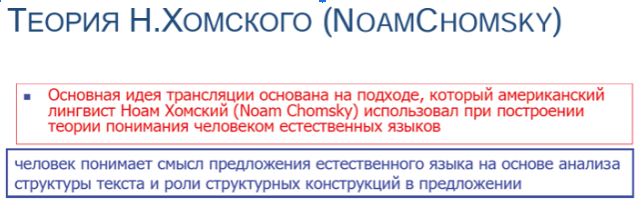 ТЕОРИЯ Н.ХОМСКОГО (NOAMCHOMSKY)
Основная идея трансляции основана на подходе, который американский
лингвист Ноам Хомский (Noam Chomsky) использовал при построении
теории понимания человеком естественных языков
человек понимает смысл предложения естественного языка на основе анализа
структуры текста и роли структурных конструкций в предложении